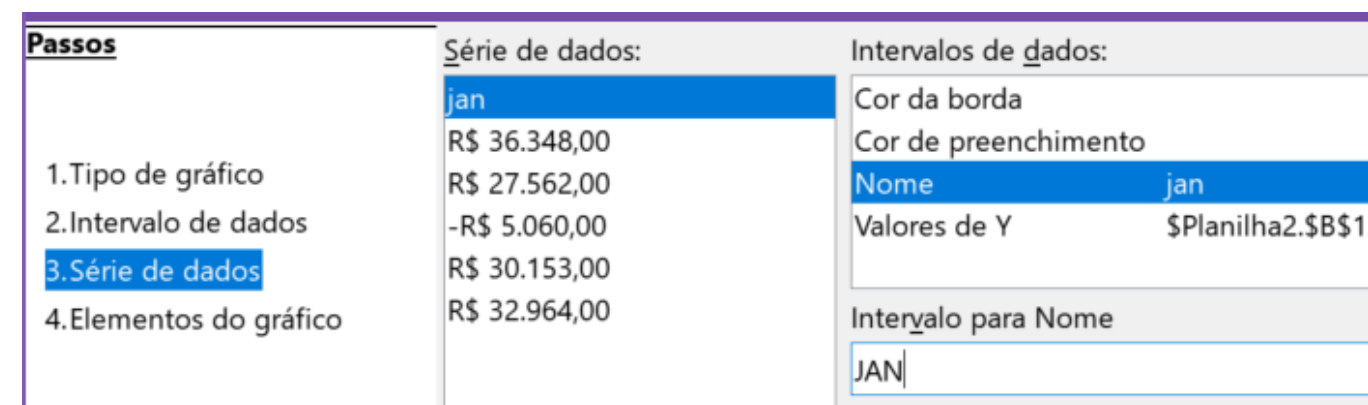 Passos
1.Tipo de gráfico
2.Intervalo de dados
3.Série de dados
4.Elementos do gráfico
Série de dados:
jan
R$ 36.348,00
R$ 27.562,00
-R$ 5.060,00
R$ 30.153,00
R$ 32.964,00
Intervalos de dados:
Cor da borda
Cor de preenchimento
Nome jan
Valores de Y $Planilha2.$B$1
Intervalo para Nome
JAN